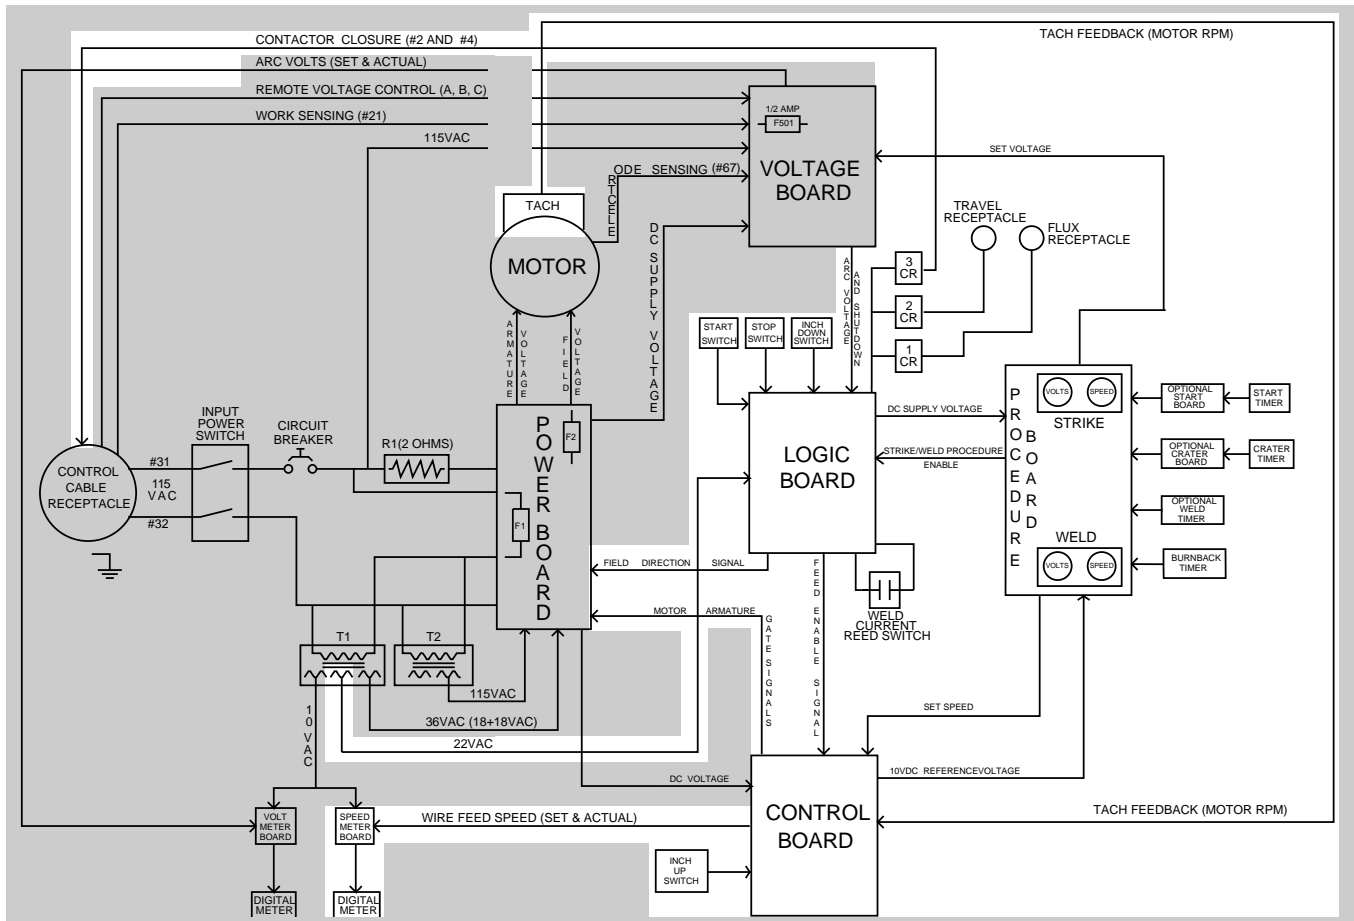 TACH FEEDBACK (MOTOR RPM)
CONTACTOR CLOSURE (#2 AND #4)
ARC VOLTS (SET & ACTUAL)
REMOTE VOLTAGE CONTROL (A, B, C)
WORK SENSING (#21)
115VAC
1/2 AMP
F501
VOLTAGE
BOARD
SET VOLTAGE
ODE SENSING (#67)
RTCELE
TACH
MOTOR
DC SUPPLY VOLTAGE
TRAVEL
RECEPTACLE
FLUX
RECEPTACLE
ARC VOLTAGE
AND SHUTDOWN
3
CR
2
CR
1
CR
START
SWITCH
STOP
SWITCH
INCH
DOWN
SWITCH
ARMATURE
VOLTAGE
FIELD
VOLTAGE
INPUT
POWER
SWITCH
CIRCUIT
BREAKER
R1(2 OHMS)
CONTROL
CABLE
RECEPTACLE
#31
115
VAC
#32
POWER BOARD
F2
F1
LOGIC
BOARD
DC SUPPLY VOLTAGE
STRIKE/WELD PROCEDURE
ENABLE
PROCEDURE
BOARD
VOLTS
SPEED
STRIKE
WELD
VOLTS
SPEED
OPTIONAL
START
BOARD
START
TIMER
OPTIONAL
CRATER
BOARD
CRATER
TIMER
OPTIONAL
WELD
TIMER
BURNBACK
TIMER
FIELD DIRECTION SIGNAL
MOTOR ARMATURE
GATE SIGNALS
FEED ENABLE SIGNAL
WELD
CURRENT
REED SWITCH
T1
T2
115VAC
36VAC (18+18VAC)
22VAC
10 VAC
SET SPEED
DC VOLTAGE
10VDC REFERENCEVOLTAGE
CONTROL
BOARD
TACH FEEDBACK (MOTOR RPM)
VOLT
METER
BOARD
SPEED
METER
BOARD
WIRE FEED SPEED (SET & ACTUAL)
INCH
UP
SWITCH
DIGITAL
METER
DIGITAL
METER